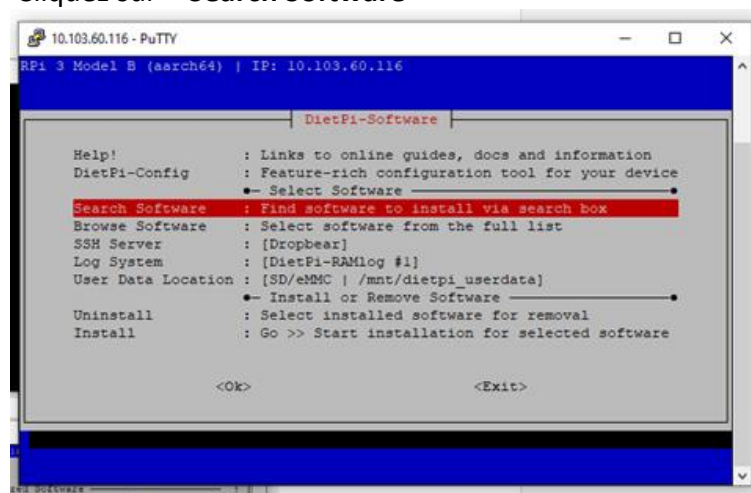 Cliquez sur « Search Software »
10.103.60.116 - PuTTY
RPi 3 Model B (aarch64) | IP: 10.103.60.116
DietPi-Software
Help! : Links to online guides, docs and information
DietPi-Config : Feature-rich configuration tool for your device
●─ Select Software ─●
Search Software : Find software to install via search box
Browse Software : Select software from the full list
SSH Server : [Dropbear]
Log System : [DietPi-RAMlog #1]
User Data Location : [SD/eMMC | /mnt/dietpi_userdata]
●─ Install or Remove Software ─●
Uninstall : Select installed software for removal
Install : Go >> Start installation for selected software
<Ok> <Exit>